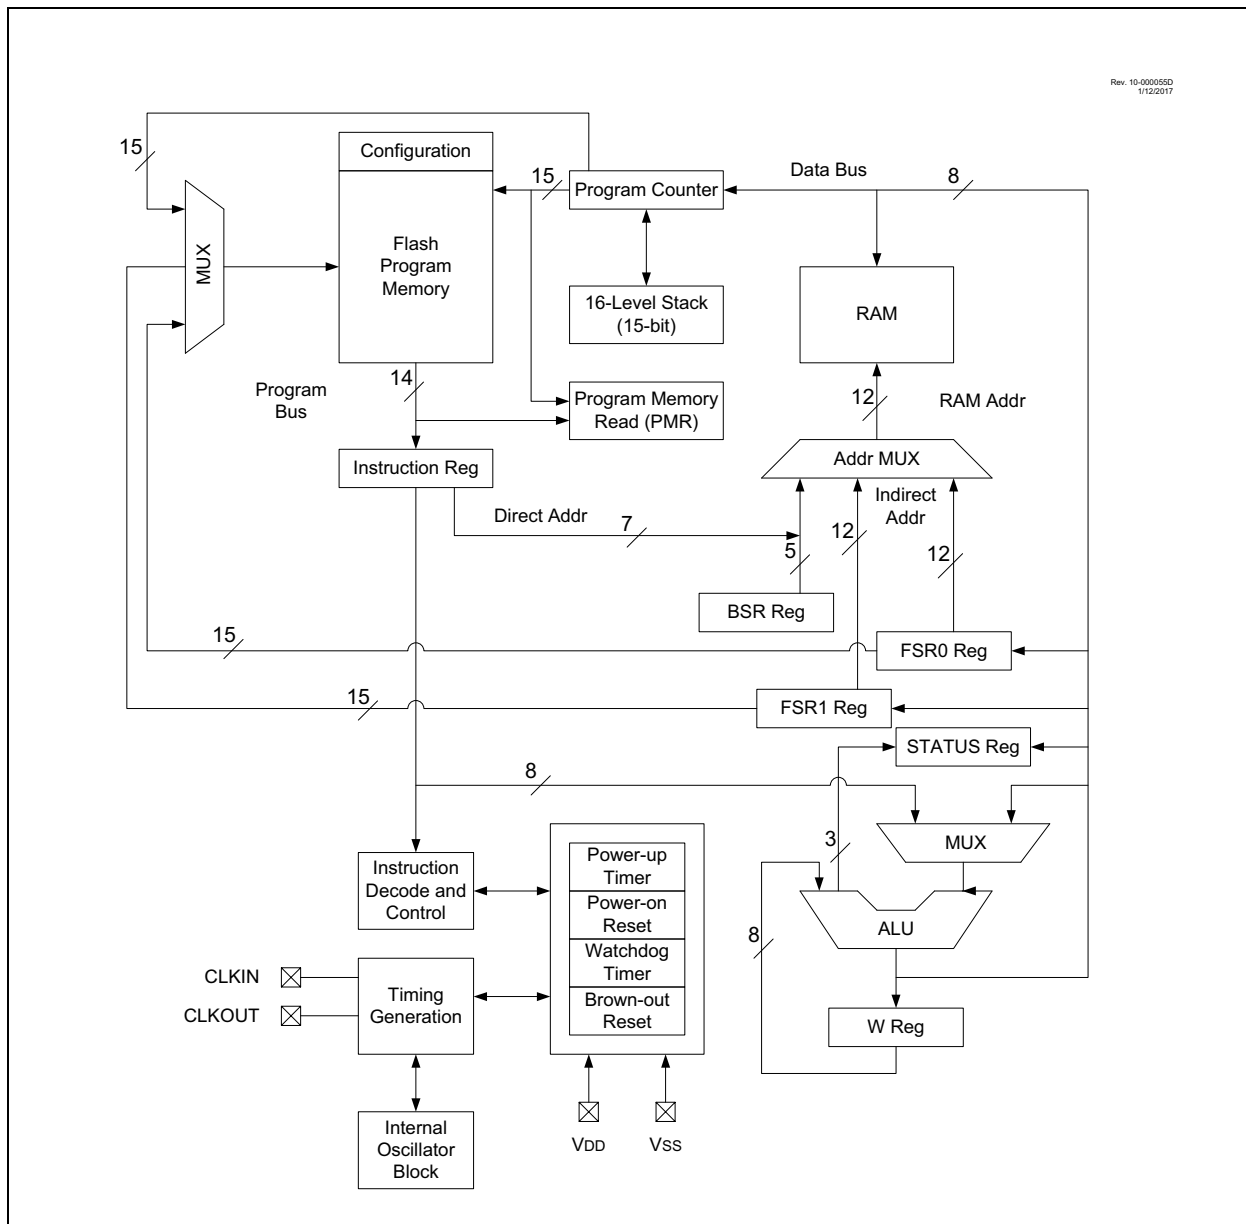 Rev. 10-000055D
1/12/2017
15
Configuration
MUX
Flash
Program
Memory
15
Program Counter
Data Bus
8
16-Level Stack
(15-bit)
RAM
Program
Bus
14
Program Memory
Read (PMR)
12
RAM Addr
Instruction Reg
Addr MUX
Direct Addr
7
Indirect
Addr
5
12
12
BSR Reg
15
FSR0 Reg
15
FSR1 Reg
STATUS Reg
8
3
MUX
Instruction
Decode and
Control
Power-up
Timer
Power-on
Reset
Watchdog
Timer
Brown-out
Reset
8
ALU
CLKIN
CLKOUT
Timing
Generation
W Reg
Internal
Oscillator
Block
VDD
VSS